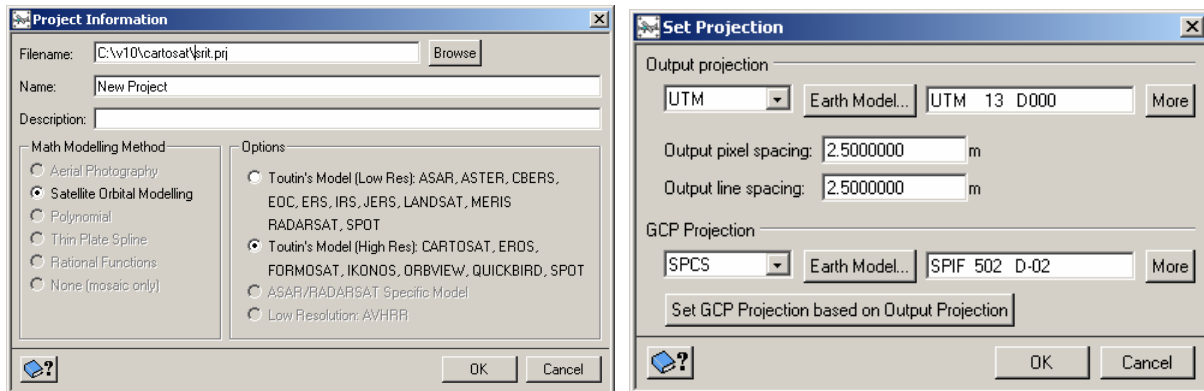 Project Information
Filename: C:\v10\cartosat\srit.prj Browse
Name: New Project
Description:
Math Modelling Method
Aerial Photography
Satellite Orbital Modelling
Polynomial
Thin Plate Spline
Rational Functions
None (mosaic only)
Options
Toutin's Model (Low Res): ASAR, ASTER, CBERS,
EOC, ERS, IRS, JERS, LANDSAT, MERIS
RADARSAT, SPOT
Toutin's Model (High Res): CARTOSAT, EROS,
FORMOSAT, IKONOS, ORBVIEW, QUICKBIRD, SPOT
ASAR/RADARSAT Specific Model
Low Resolution: AVHRR
? OK Cancel
Set Projection X
Output projection
UTM Earth Model... UTM 13 D000 More
Output pixel spacing: 2.5000000 m
Output line spacing: 2.5000000 m
GCP Projection
SPCS Earth Model... SPIF 502 D-02 More
Set GCP Projection based on Output Projection
? OK Cancel